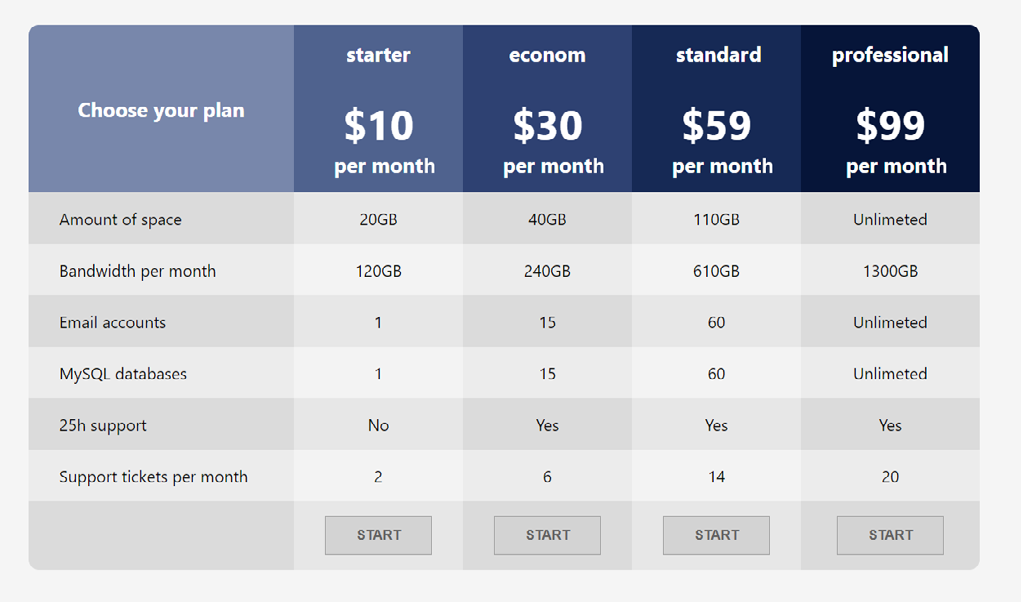 Choose your plan starter econom standard professional
$10 $30 $59 $99
per month per month per month per month
Amount of space 20GB 40GB 110GB Unlimeted
Bandwidth per month 120GB 240GB 610GB 1300GB
Email accounts 1 15 60 Unlimeted
MySQL databases 1 15 60 Unlimeted
25h support No Yes Yes Yes
Support tickets per month 2 6 14 20
START START START START